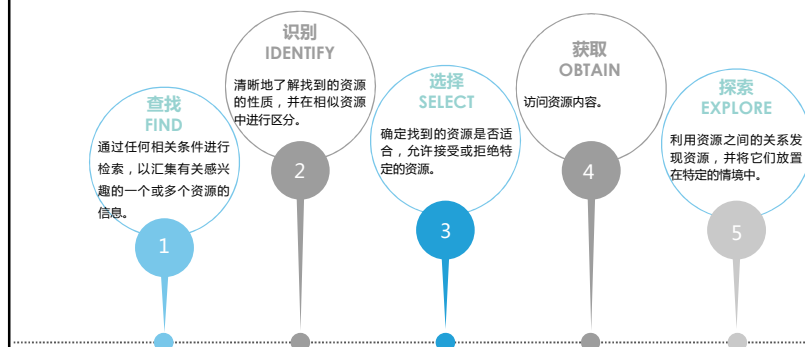 查找
FIND
通过任何相关条件进行
检索，以汇集有关感兴
趣的一个或多个资源的
信息。
1
识别
IDENTIFY
清晰地了解找到的资源
的性质，并在相似资源
中进行区分。
2
选择
SELECT
确定找到的资源是否适
合，允许接受或拒绝特
定的资源。
3
获取
OBTAIN
访问资源内容。
4
探索
EXPLORE
利用资源之间的关系发
现资源，并将它们放置
在特定的情境中。
5